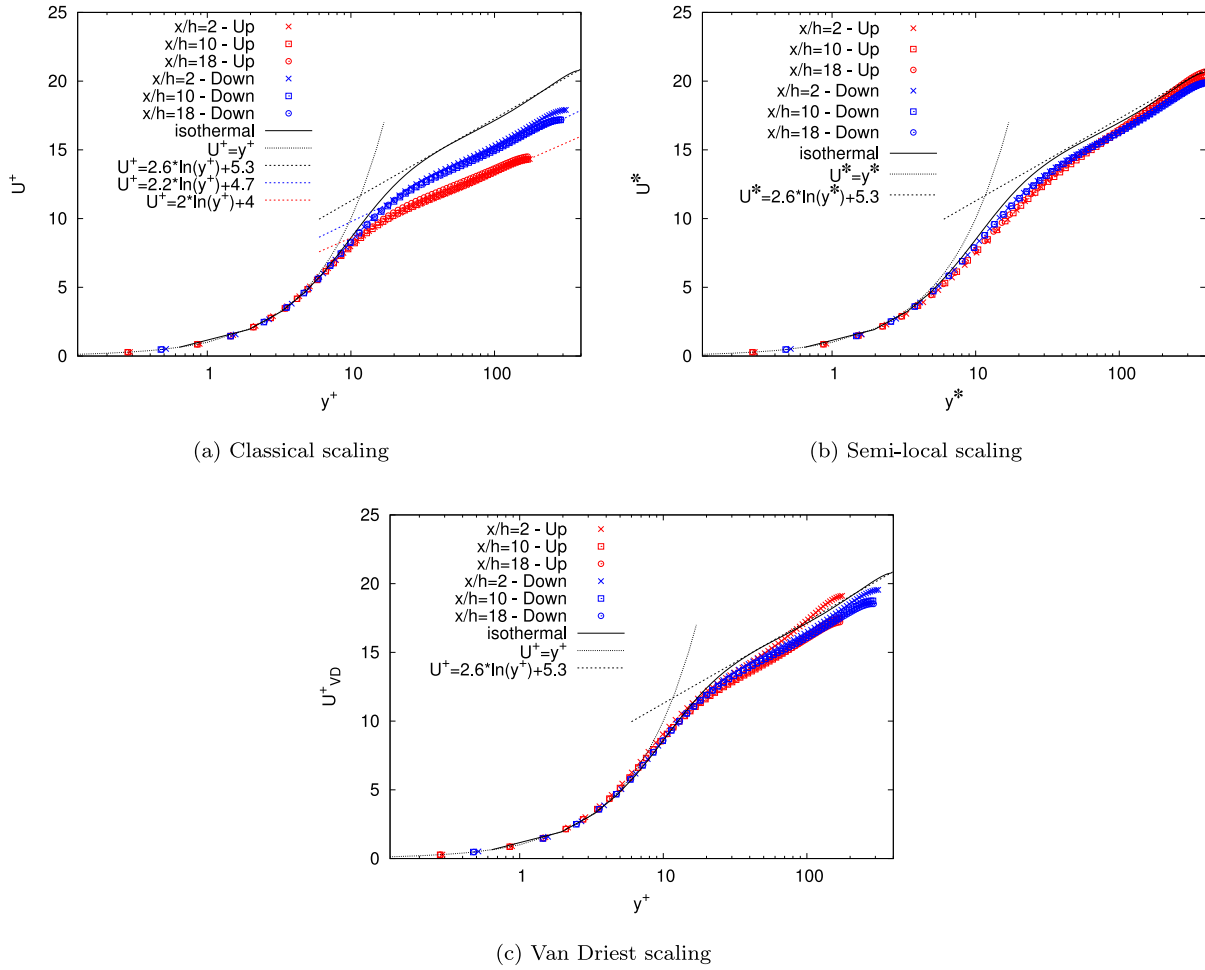 25
20
15
10
5
0
1
10
100
U⁺
y⁺
x/h=2 - Up
x/h=10 - Up
x/h=18 - Up
x/h=2 - Down
x/h=10 - Down
x/h=18 - Down
isothermal
U⁺=y⁺
U⁺=2.6*ln(y⁺)+5.3
U⁺=2.2*ln(y⁺)+4.7
U⁺=2*ln(y⁺)+4
(a) Classical scaling
25
20
15
10
5
0
1
10
100
U*
y*
x/h=2 - Up
x/h=10 - Up
x/h=18 - Up
x/h=2 - Down
x/h=10 - Down
x/h=18 - Down
isothermal
U*=y*
U*=2.6*ln(y*)+5.3
(b) Semi-local scaling
25
20
15
10
5
0
1
10
100
U⁺VD
y⁺
x/h=2 - Up
x/h=10 - Up
x/h=18 - Up
x/h=2 - Down
x/h=10 - Down
x/h=18 - Down
isothermal
U⁺=y⁺
U⁺=2.6*ln(y⁺)+5.3
(c) Van Driest scaling